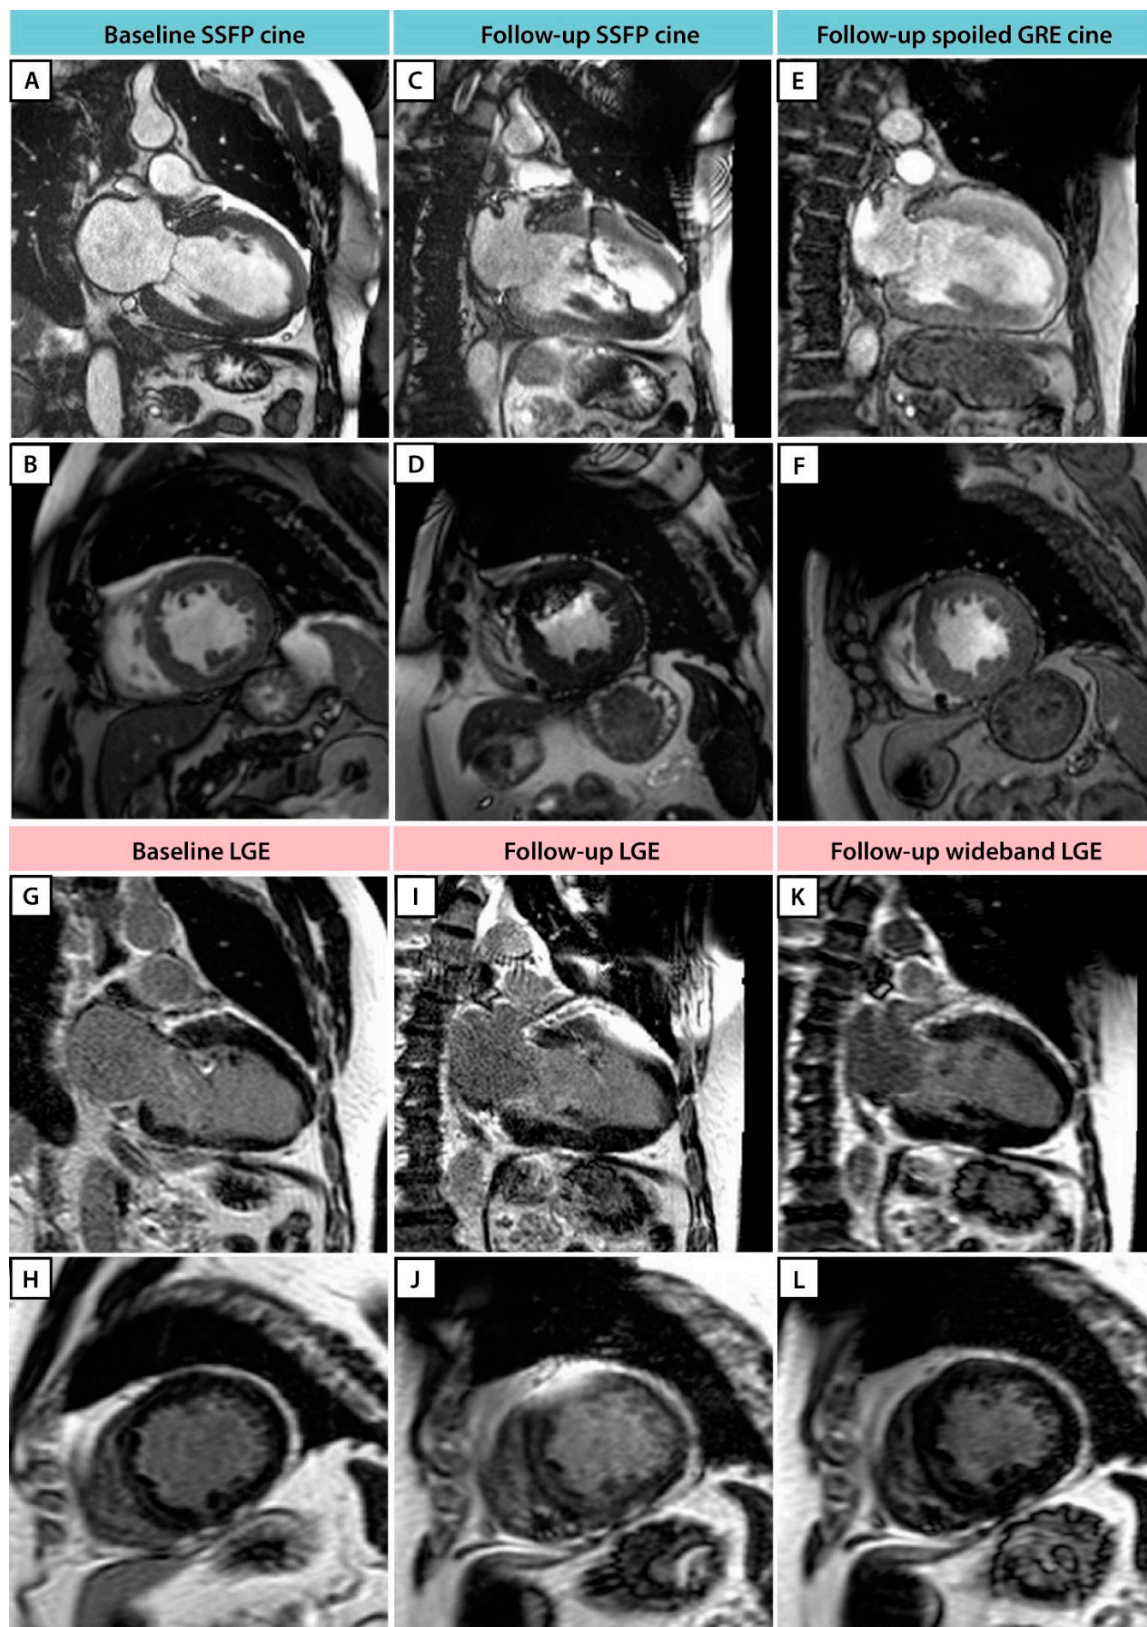 Baseline SSFP cine
Follow-up SSFP cine
Follow-up spoiled GRE cine
A
C
E
B
D
F
Baseline LGE
Follow-up LGE
Follow-up wideband LGE
G
I
K
H
J
L